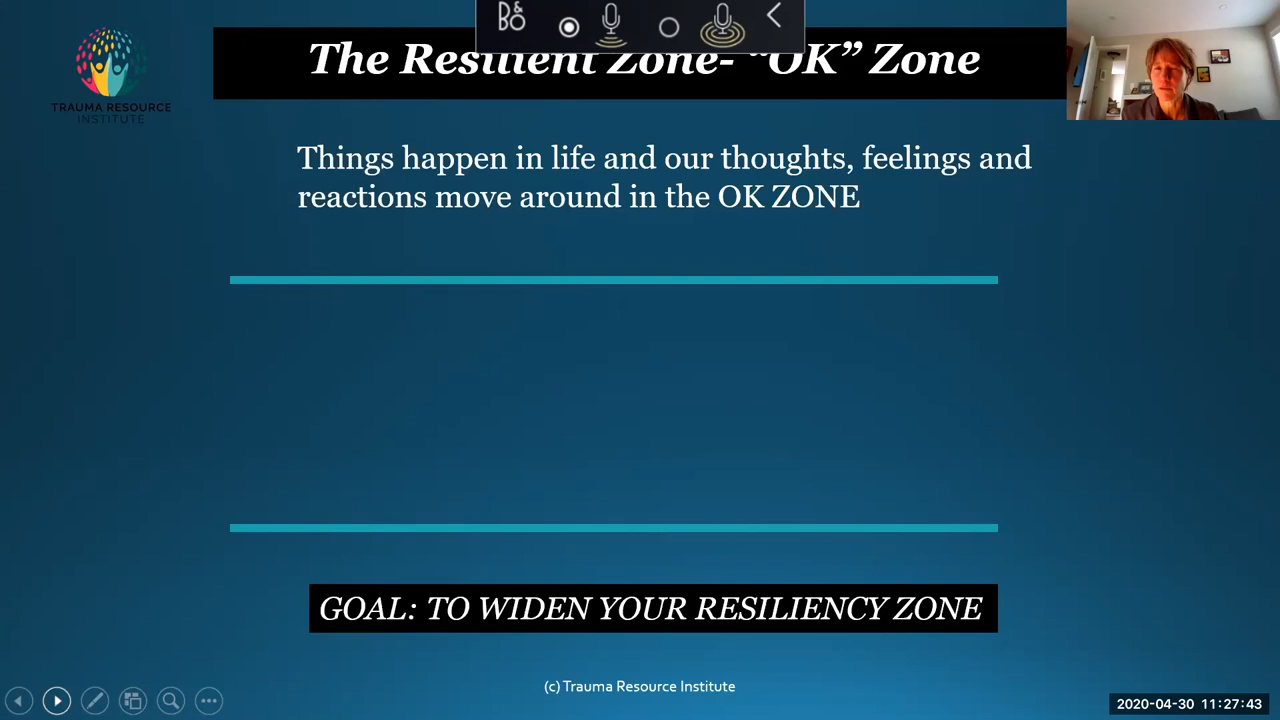 B&O
The Resilient Zone- "OK" Zone
TRAUMA RESOURCE
INSTITUTE
Things happen in life and our thoughts, feelings and
reactions move around in the OK ZONE
GOAL: TO WIDEN YOUR RESILIENCY ZONE
(c) Trauma Resource Institute
2020-04-30 11:27:43